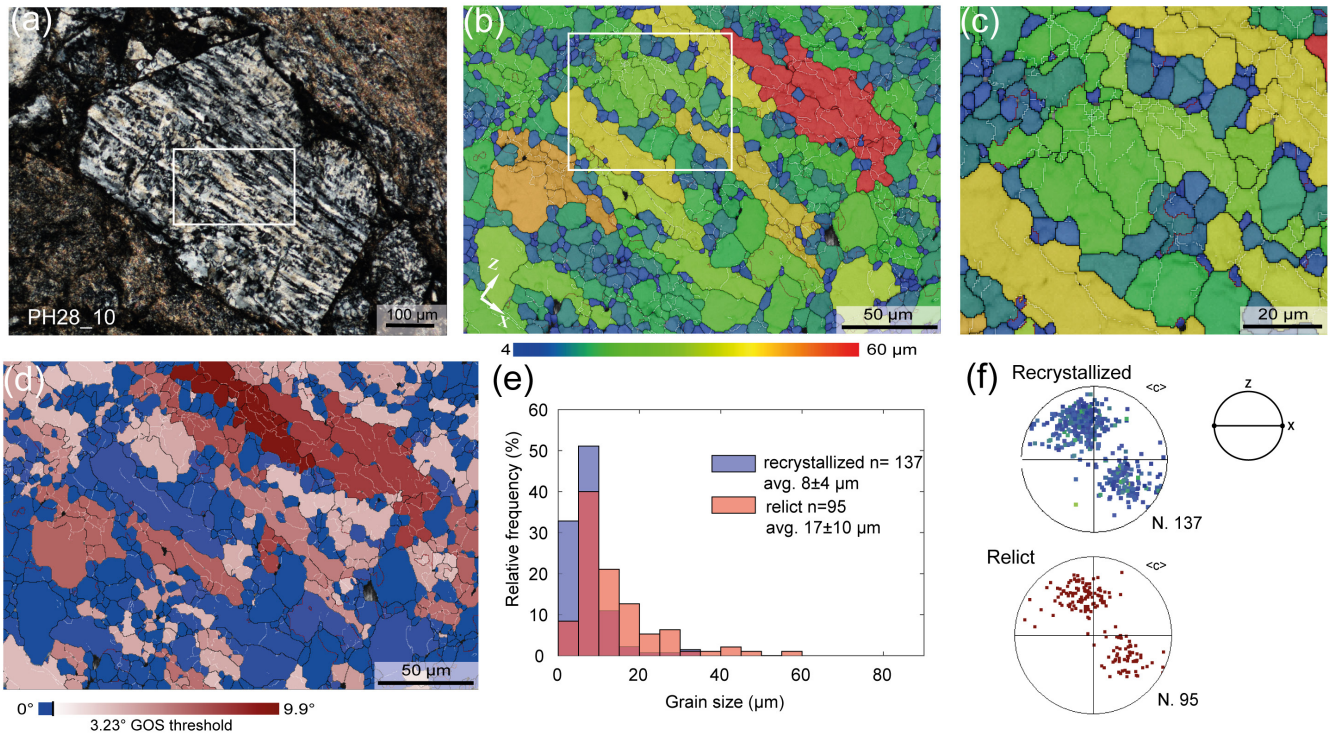 (a)
PH28_10
100 µm
(b)
Z
X
50 µm
(c)
20 µm
4
60 µm
(d)
50 µm
0°
9.9°
3.23° GOS threshold
(e)
Relative frequency (%)
60
50
40
30
20
10
0
0
20
40
60
80
Grain size (µm)
recrystallized n= 137
avg. 8±4 µm
relict n=95
avg. 17±10 µm
(f)
Recrystallized
<c>
N. 137
z
x
Relict
<c>
N. 95